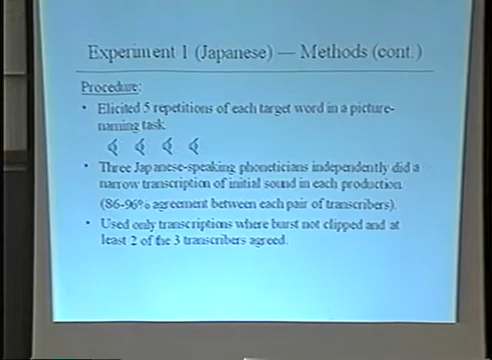 Experiment 1 (Japanese) — Methods (cont.)
Procedure:
• Elicited 5 repetitions of each target word in a picture-
naming task
• Three Japanese-speaking phoneticians independently did a
narrow transcription of initial sound in each production
(86-96% agreement between each pair of transcribers).
• Used only transcriptions where burst not clipped and at
least 2 of the 3 transcribers agreed.